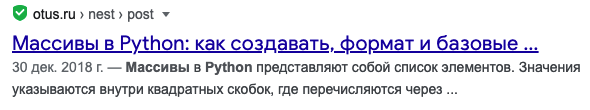 otus.ru › nest › post
Массивы в Python: как создавать, формат и базовые ...
30 дек. 2018 г. — Массивы в Python представляют собой список элементов. Значения
указываются внутри квадратных скобок, где перечисляются через ...